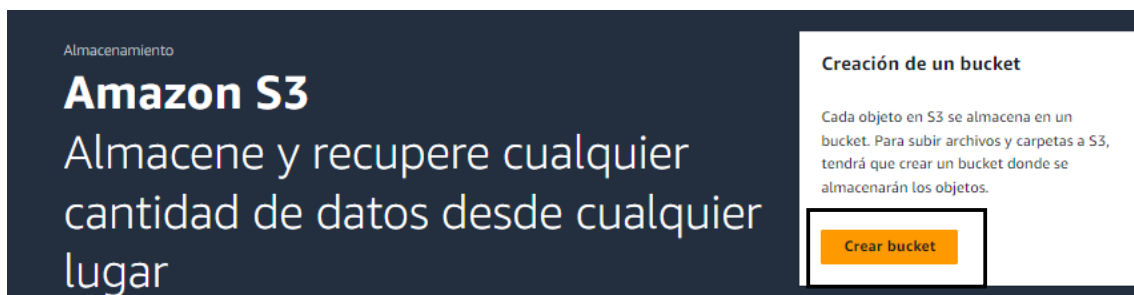 Almacenamiento
Amazon S3
Almacene y recupere cualquier
cantidad de datos desde cualquier
lugar
Creación de un bucket
Cada objeto en S3 se almacena en un
bucket. Para subir archivos y carpetas a S3,
tendrá que crear un bucket donde se
almacenarán los objetos.
Crear bucket